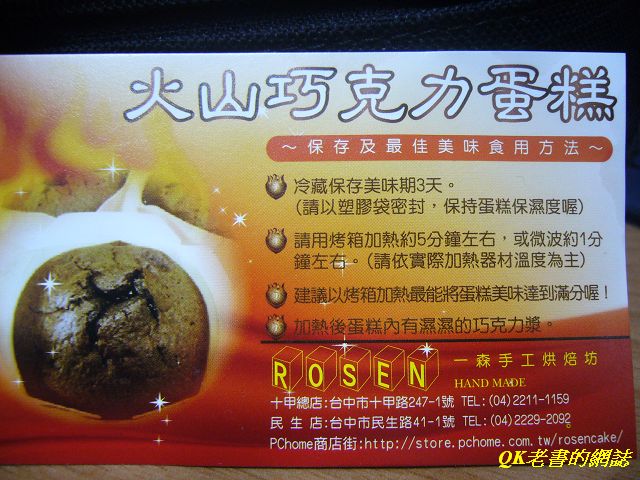 火山巧克力蛋糕
～保存及最佳美味食用方法～
冷藏保存美味期3天。
(請以塑膠袋密封，保持蛋糕保濕度喔)
請用烤箱加熱約5分鐘左右，或微波約1分
鐘左右。(請依實際加熱器材溫度為主)
建議以烤箱加熱最能將蛋糕美味達到滿分喔！
加熱後蛋糕內有濕濕的巧克力漿。
ROSEN 一森手工烘焙坊
HAND MADE
十甲總店:台中市十甲路247-1號 TEL:(04)2211-1159
民生店:台中市民生路41-1號 TEL:(04)2229-2092
PChome商店街:http://store.pchome.com.tw/rosencake/
QK老書的網誌